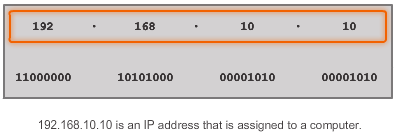 192 . 168 . 10 . 10
11000000 10101000 00001010 00001010
192.168.10.10 is an IP address that is assigned to a computer.